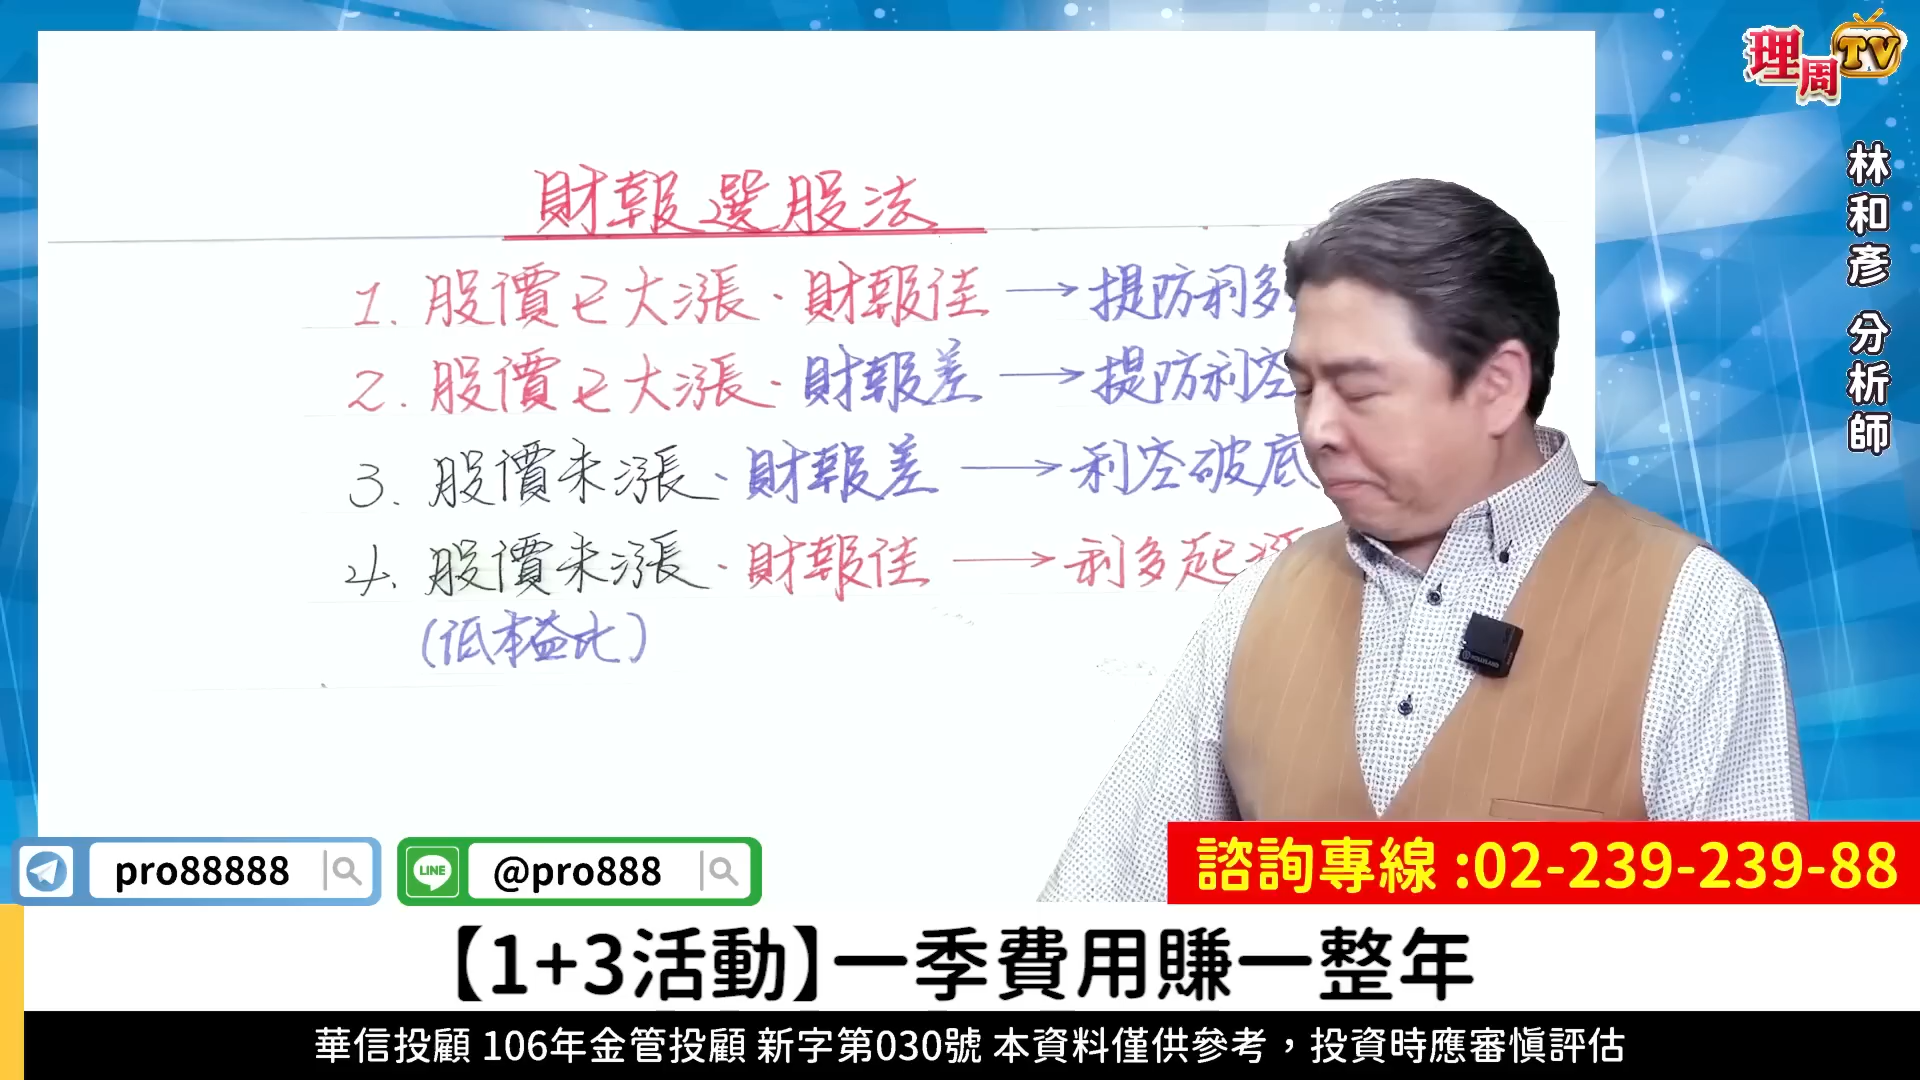 理周TV
林和彥 分析師
財報選股法
1. 股價已大漲·財報佳→提防利多
2. 股價已大漲·財報差→提防利空
3. 股價未漲·財報差→利空破底
4. 股價未漲·財報佳→利多起漲
(低本益比)
pro88888
LINE @pro888
諮詢專線:02-239-239-88
【1+3活動】一季費用賺一整年
華信投顧 106年金管投顧 新字第030號 本資料僅供參考，投資時應審慎評估